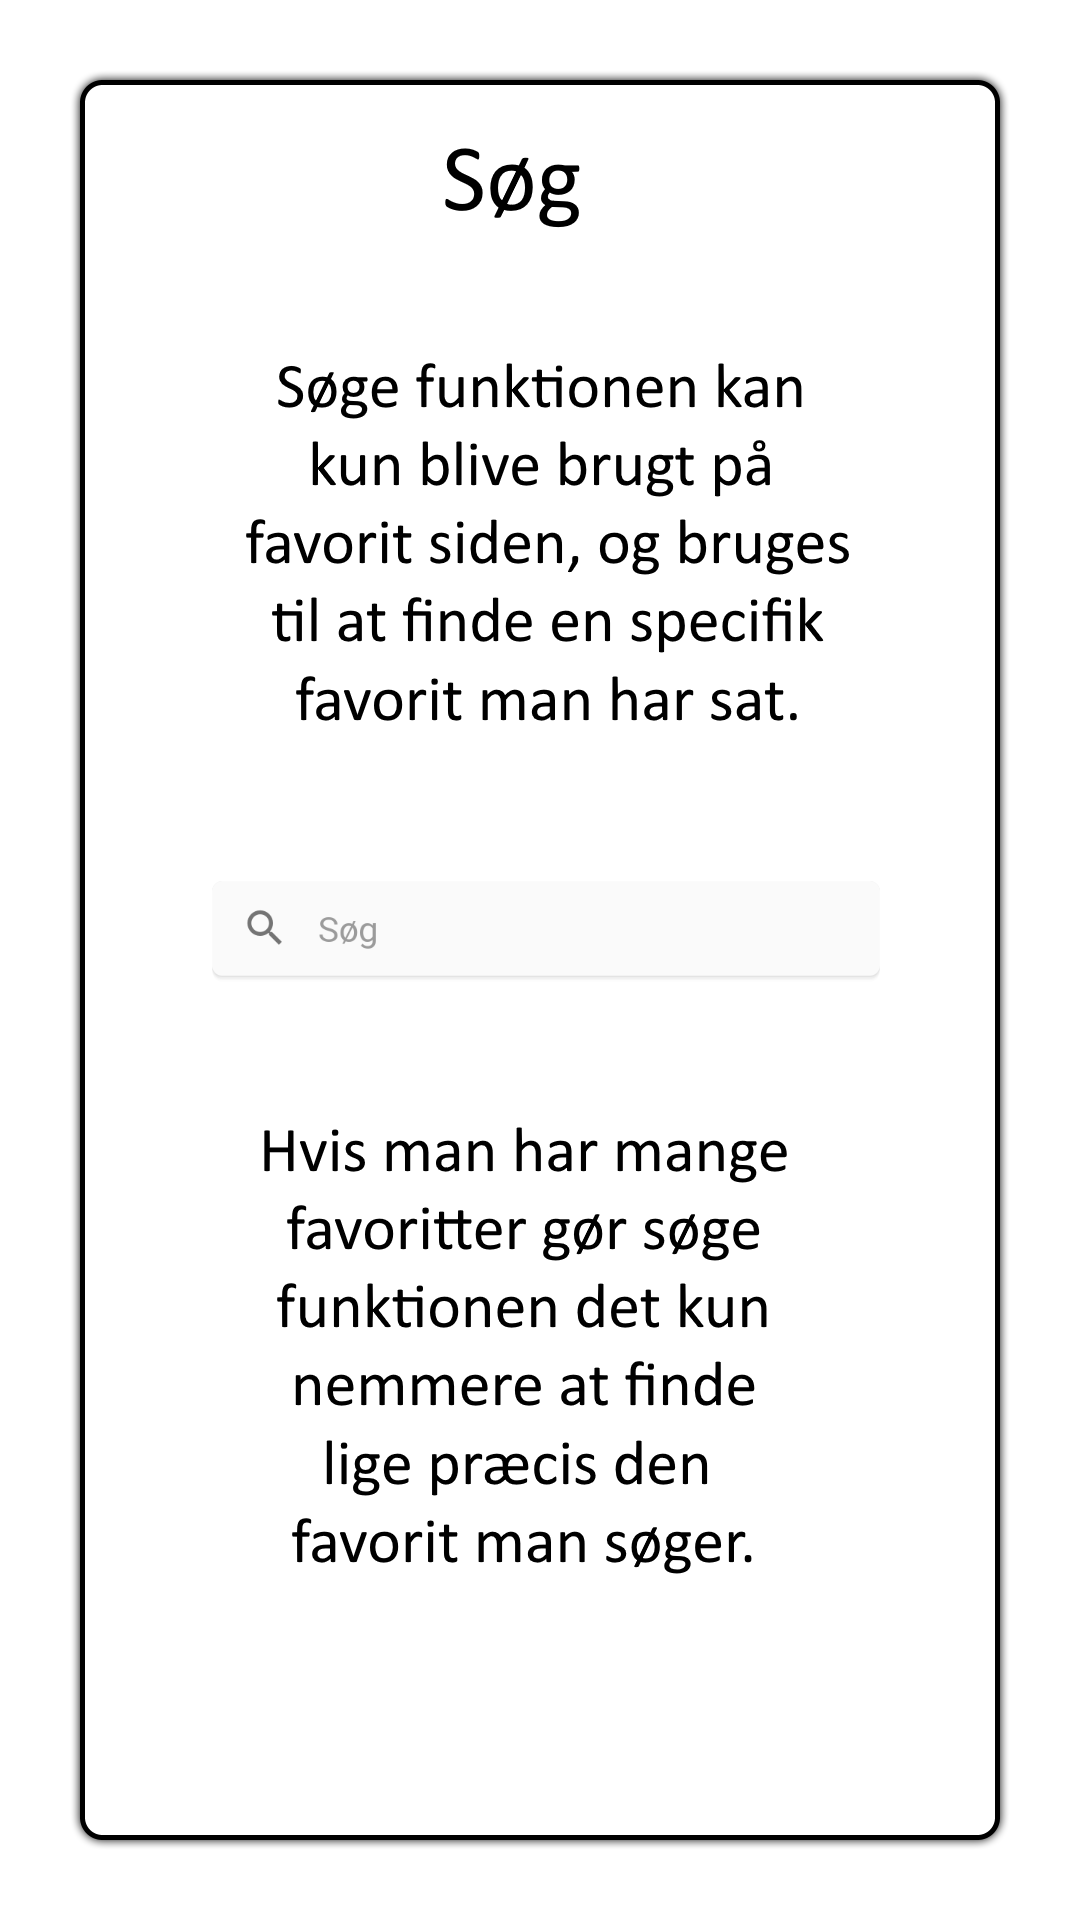 Søg
Søge funktionen kan
kun blive brugt på
favorit siden, og bruges
til at finde en specifik
favorit man har sat.
Søg
Hvis man har mange
favoritter gør søge
funktionen det kun
nemmere at finde
lige præcis den
favorit man søger.